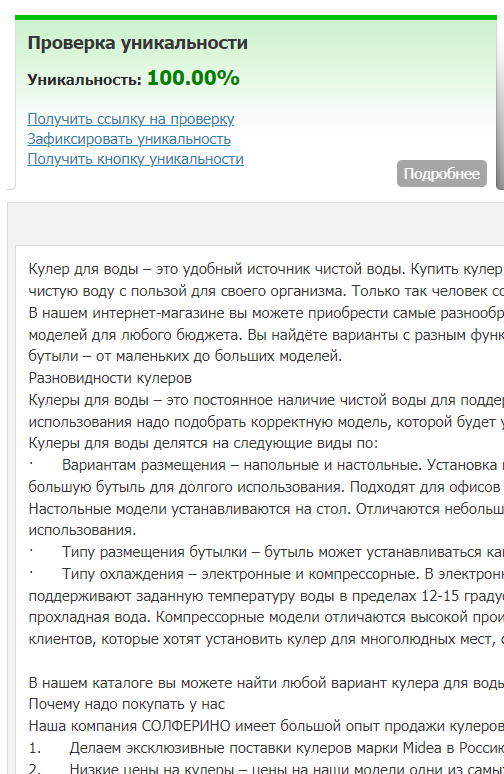 Проверка уникальности
Уникальность: 100.00%
Получить ссылку на проверку
Зафиксировать уникальность
Получить кнопку уникальности
Подробнее
Кулер для воды – это удобный источник чистой воды. Купить кулер
чистую воду с пользой для своего организма. Только так человек со
В нашем интернет-магазине вы можете приобрести самые разнообр
моделей для любого бюджета. Вы найдёте варианты с разным функ
бутыли – от маленьких до больших моделей.
Разновидности кулеров
Кулеры для воды – это постоянное наличие чистой воды для поддер
использования надо подобрать корректную модель, которой будет у
Кулеры для воды делятся на следующие виды по:
· Вариантам размещения – напольные и настольные. Установка
большую бутыль для долгого использования. Подходят для офисов
Настольные модели устанавливаются на стол. Отличаются небольш
использования.
· Типу размещения бутылки – бутыль может устанавливаться как
· Типу охлаждения – электронные и компрессорные. В электронн
поддерживают заданную температуру воды в пределах 12-15 градус
прохладная вода. Компрессорные модели отличаются высокой прои
клиентов, которые хотят установить кулер для многолюдных мест, с
В нашем каталоге вы можете найти любой вариант кулера для воды
Почему надо покупать у нас
Наша компания СОЛФЕРИНО имеет большой опыт продажи кулеров
1. Делаем эксклюзивные поставки кулеров марки Midea в Россию
2. Низкие цены на кулеры – цены на наши модели одни из самы